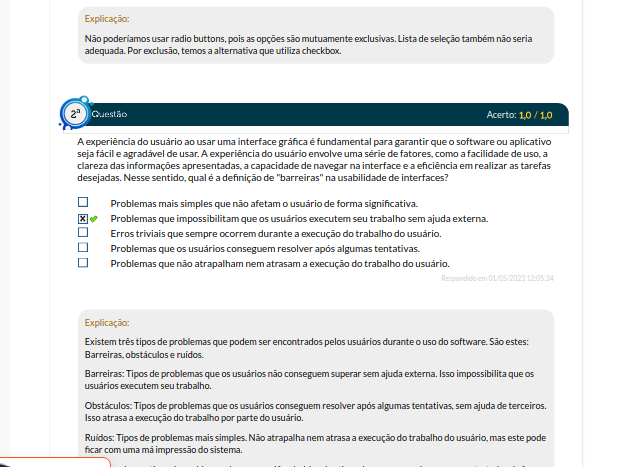 Explicação:
Não poderíamos usar radio buttons, pois as opções são mutuamente exclusivas. Lista de seleção também não seria
adequada. Por exclusão, temos a alternativa que utiliza checkbox.
2ª Questão
Acerto: 1,0 / 1,0
A experiência do usuário ao usar uma interface gráfica é fundamental para garantir que o software ou aplicativo
seja fácil e agradável de usar. A experiência do usuário envolve uma série de fatores, como a facilidade de uso, a
clareza das informações apresentadas, a capacidade de navegar na interface e a eficiência em realizar as tarefas
desejadas. Nesse sentido, qual é a definição de "barreiras" na usabilidade de interfaces?
Problemas mais simples que não afetam o usuário de forma significativa.
Problemas que impossibilitam que os usuários executem seu trabalho sem ajuda externa.
Erros triviais que sempre ocorrem durante a execução do trabalho do usuário.
Problemas que os usuários conseguem resolver após algumas tentativas.
Problemas que não atrapalham nem atrasam a execução do trabalho do usuário.
Respondido em 01/05/2023 12:05:54
Explicação:
Existem três tipos de problemas que podem ser encontrados pelos usuários durante o uso do software. São estes:
Barreiras, obstáculos e ruídos.
Barreiras: Tipos de problemas que os usuários não conseguem superar sem ajuda externa. Isso impossibilita que os
usuários executem seu trabalho.
Obstáculos: Tipos de problemas que os usuários conseguem resolver após algumas tentativas, sem ajuda de terceiros.
Isso atrasa a execução do trabalho por parte do usuário.
Ruídos: Tipos de problemas mais simples. Não atrapalha nem atrasa a execução do trabalho do usuário, mas este pode
ficar com uma má impressão do sistema.